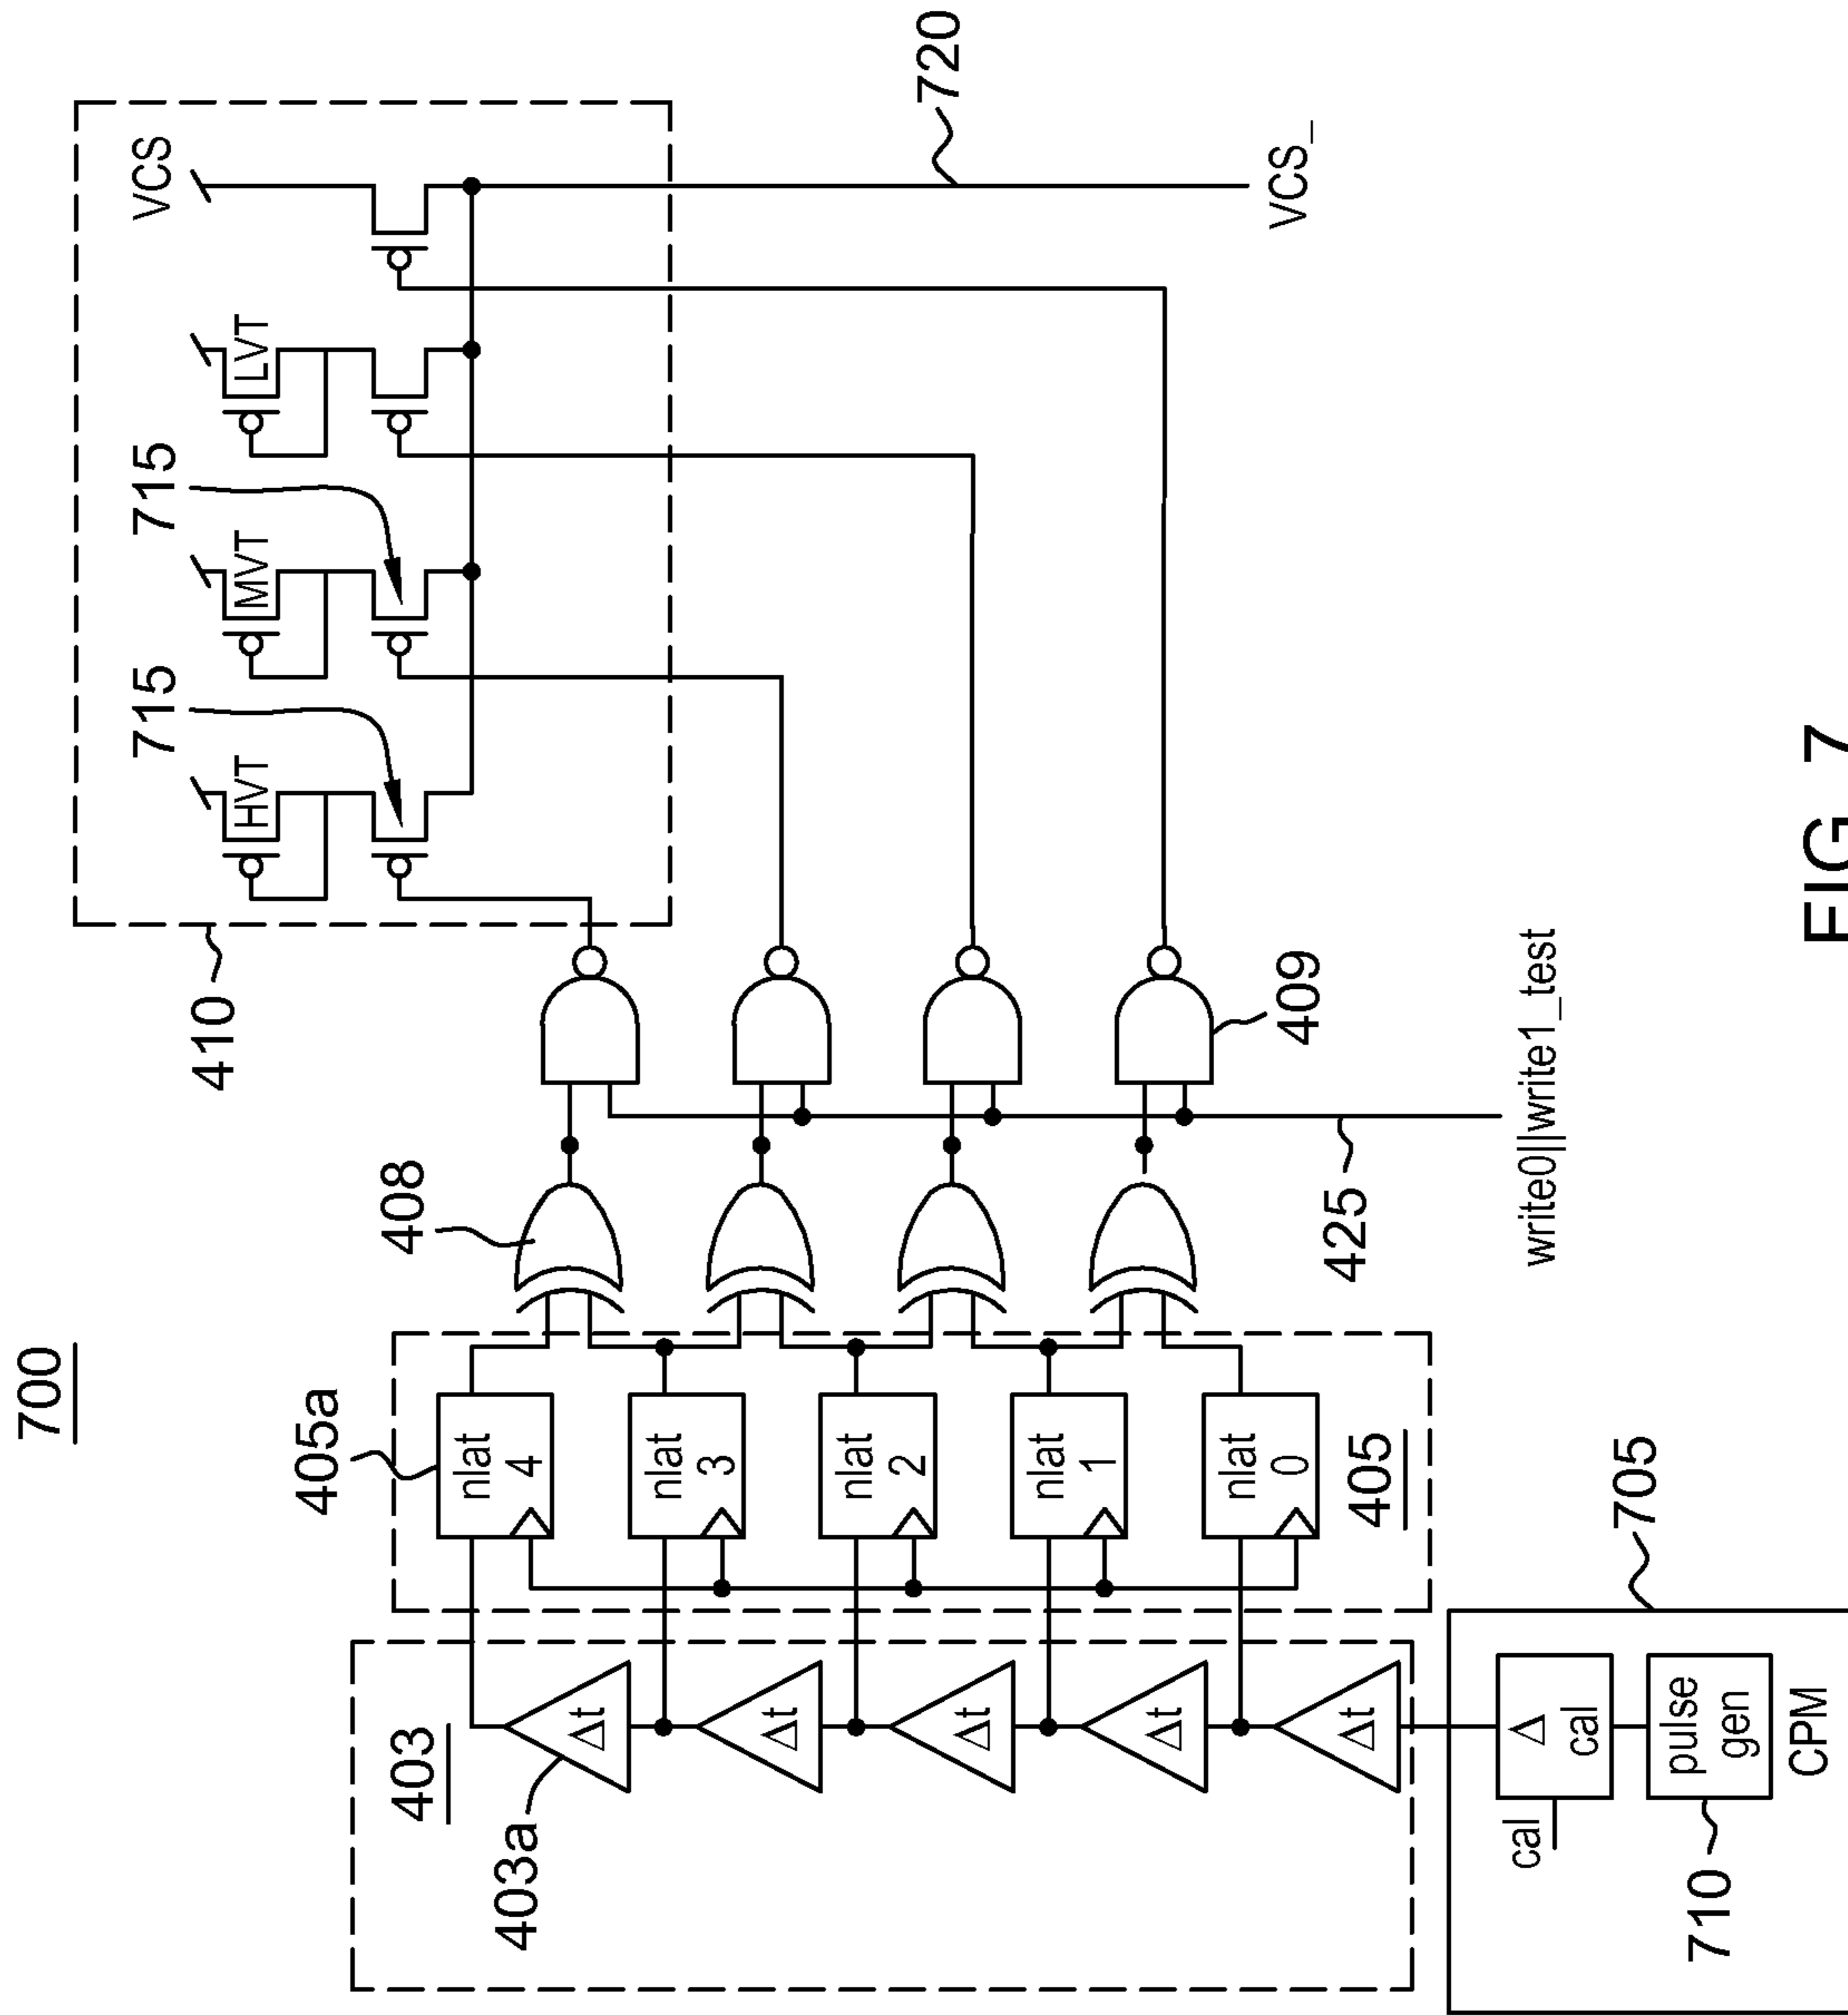 700
410
HVT
715
MVT
715
LVT
VCS
720
VCS_
408
409
425
write0||write1_test
405a
nlat
4
nlat
3
nlat
2
nlat
1
nlat
0
405
403
403a
Δt
Δt
Δt
Δt
Δt
705
cal
Δ
cal
pulse
gen
CPM
710
FIG. 7